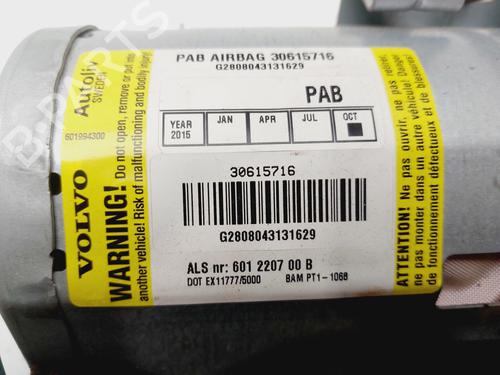 PAB AIRBAG 30615716
G2808043131629
PAB
YEAR JAN APR JUL OCT
2015
30615716
G2808043131629
ALS nr: 601 2207 00 B
DOT EX11777/5000 BAM PT1-1068
Autoliv
SWEDEN
601994300
VOLVO
WARNING! Do not open, remove or put into
another vehicle! Risk of malfunctioning and bodily injury!
ATTENTION! Ne pas ouvrir, ne pas retirer,
ne pas monter dans un autre véhicule! Danger
de fonctionnement défectueux et de blessures
B-PARTS